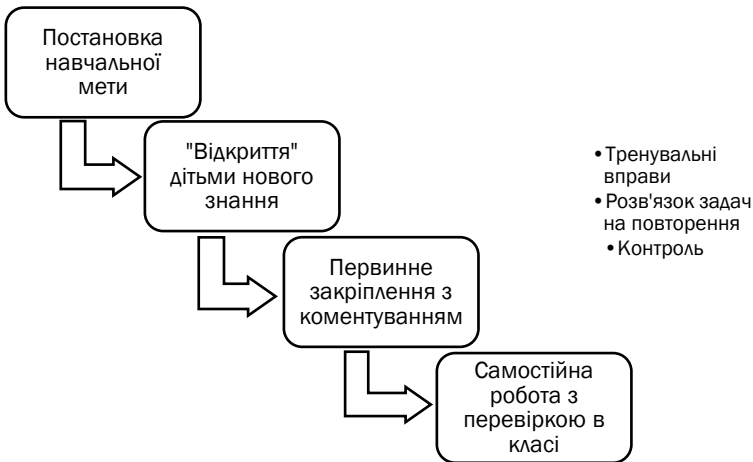 Постановка
навчальної
мети
"Відкриття"
дітьми нового
знання
Первинне
закріплення з
коментуванням
Самостійна
робота з
перевіркою в
класі
•Тренувальні
вправи
•Розв'язок задач
на повторення
•Контроль